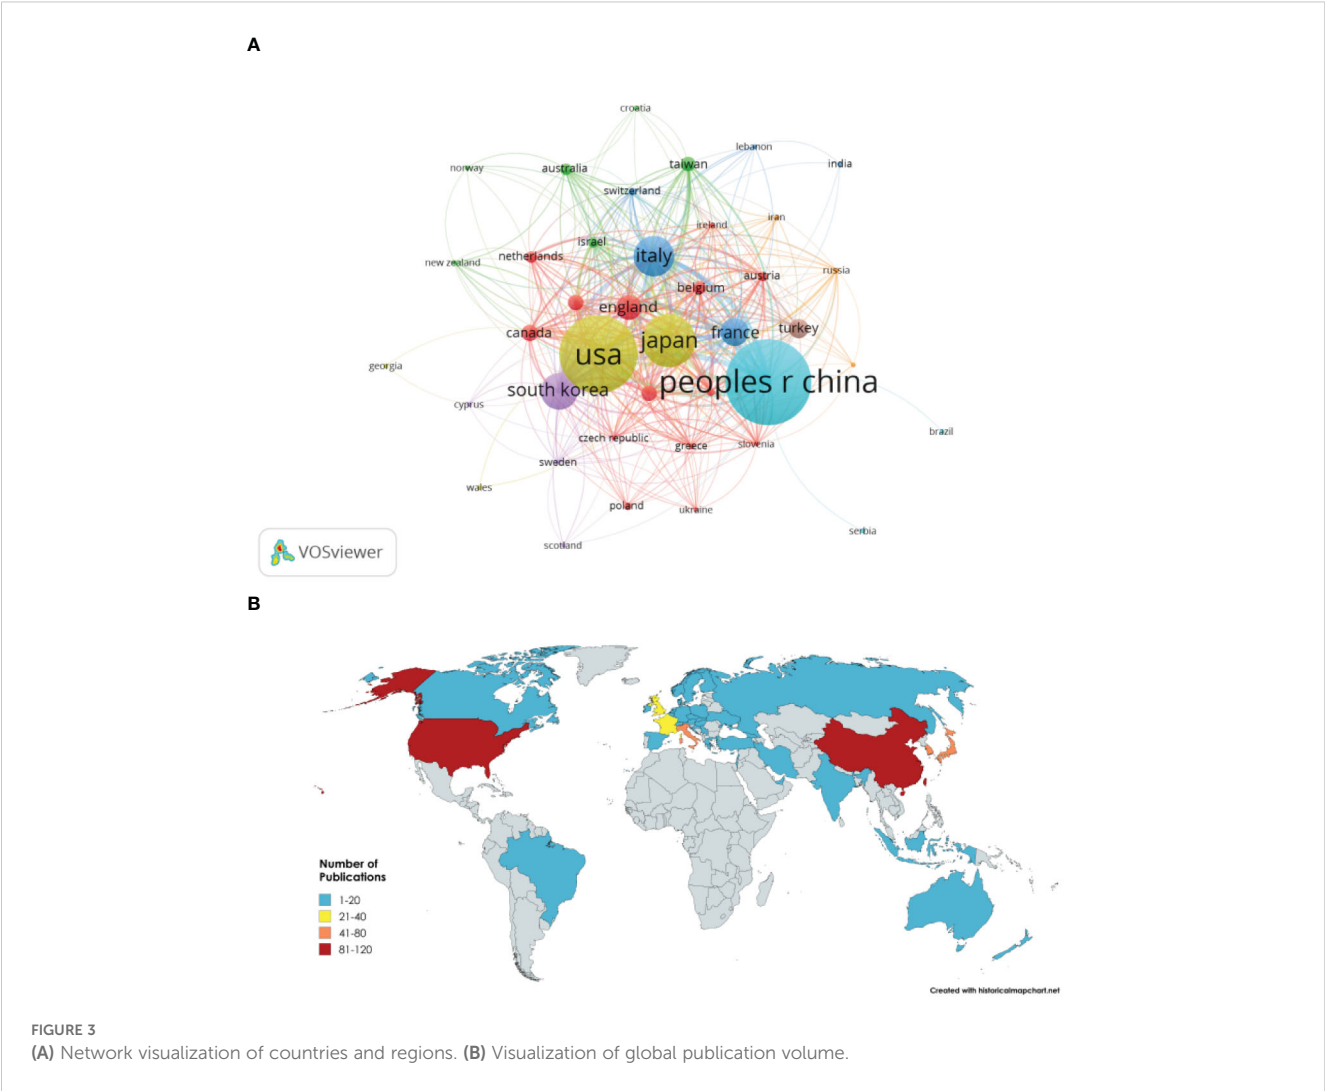 A
croatia
lebanon
norway
australia
taiwan
india
switzerland
ireland
iran
israel
netherlands
italy
new zealand
austria
russia
belgium
england
canada
japan
france
turkey
usa
georgia
south korea
peoples r china
cyprus
brazil
czech republic
greece
slovenia
sweden
wales
poland
ukraine
serbia
scotland
VOSviewer
B
Number of
Publications
1-20
21-40
41-80
81-120
Created with historicalmapchart.net
FIGURE 3
(A) Network visualization of countries and regions. (B) Visualization of global publication volume.